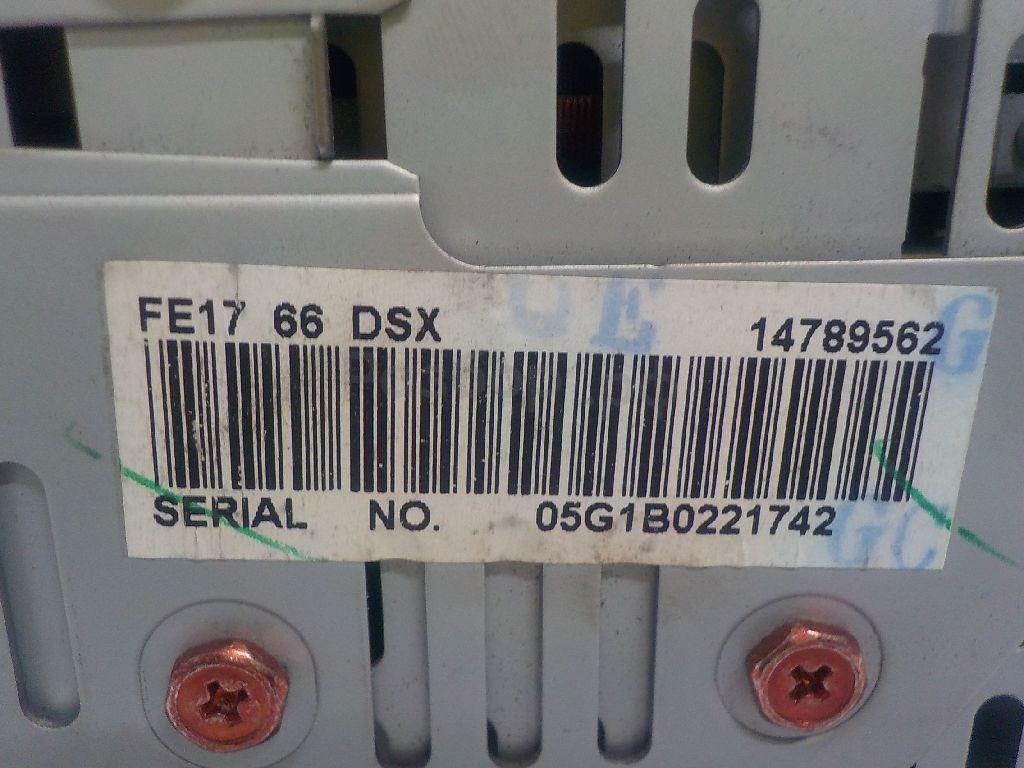 FE17 66 DSX 14789562
SERIAL NO. 05G1B0221742